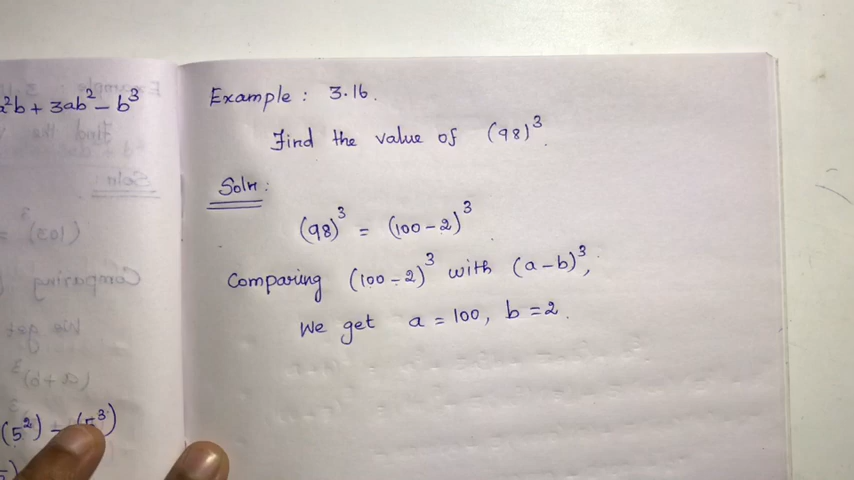 a²b + 3ab² – b³
(5²) – (5³)
Example : 3.16.
Find the value of (98)³.
Soln :
(98)³ = (100 – 2)³
Comparing (100 – 2)³ with (a – b)³,
We get a = 100, b = 2.